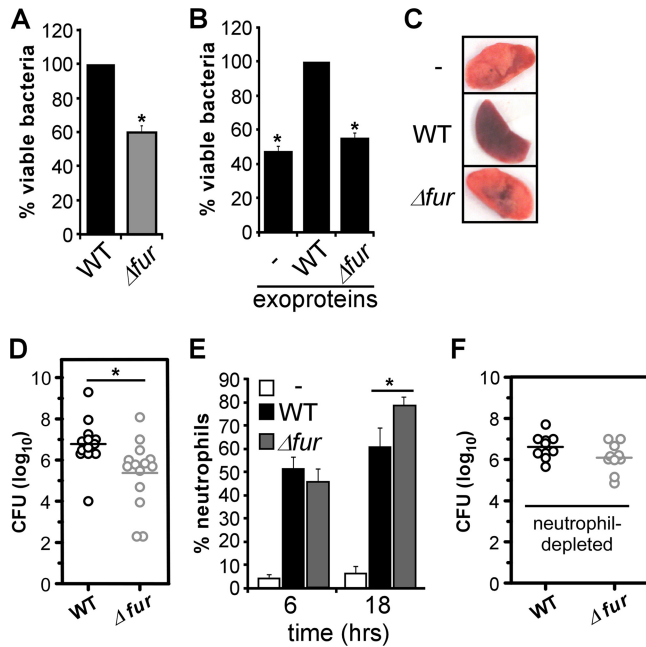 A
% viable bacteria
120
100
80
60
40
20
0
*
WT
Δfur
B
% viable bacteria
120
100
80
60
40
20
0
*
*
-
WT
Δfur
exoproteins
C
-
WT
Δfur
D
CFU (log10)
10
8
6
4
2
0
*
WT
Δfur
E
% neutrophils
90
80
70
60
50
40
30
20
10
0
-
WT
Δfur
*
6
18
time (hrs)
F
CFU (log10)
10
8
6
4
2
0
neutrophil-
depleted
WT
Δfur